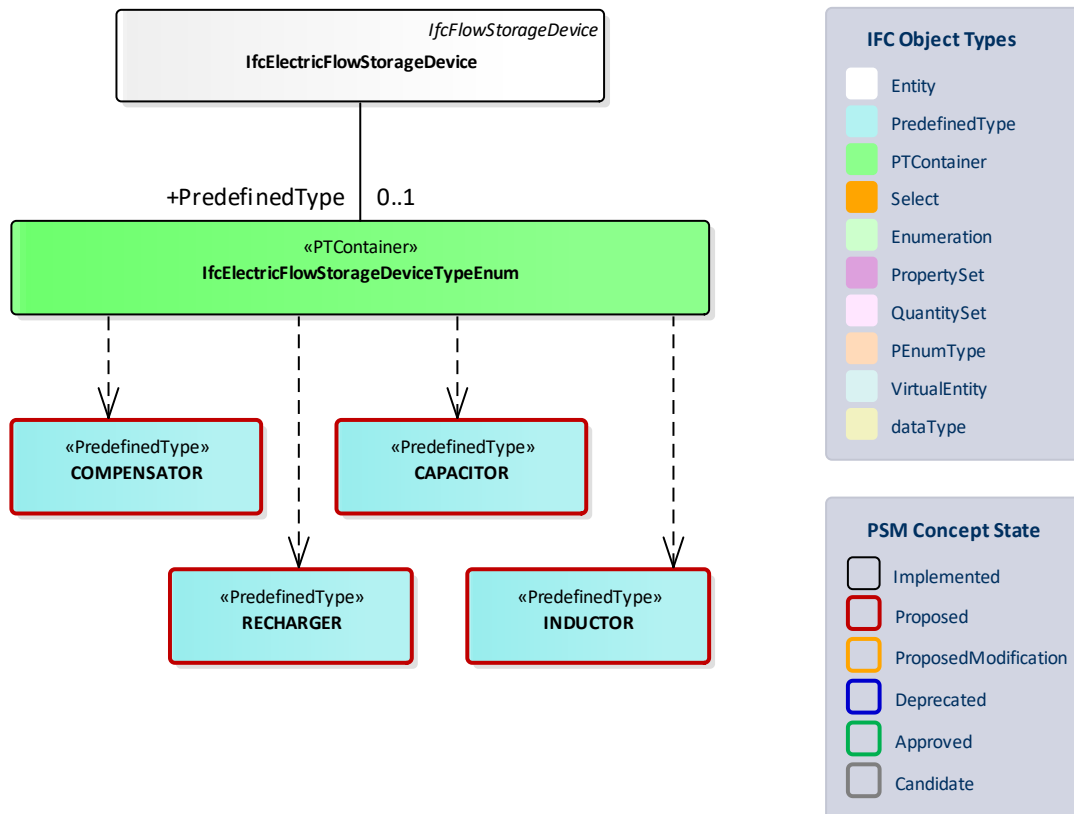 IfcFlowStorageDevice
IfcElectricFlowStorageDevice
+PredefinedType 0..1
«PTContainer»
IfcElectricFlowStorageDeviceTypeEnum
«PredefinedType»
COMPENSATOR
«PredefinedType»
CAPACITOR
«PredefinedType»
RECHARGER
«PredefinedType»
INDUCTOR
IFC Object Types
Entity
PredefinedType
PTContainer
Select
Enumeration
PropertySet
QuantitySet
PEnumType
VirtualEntity
dataType
PSM Concept State
Implemented
Proposed
ProposedModification
Deprecated
Approved
Candidate